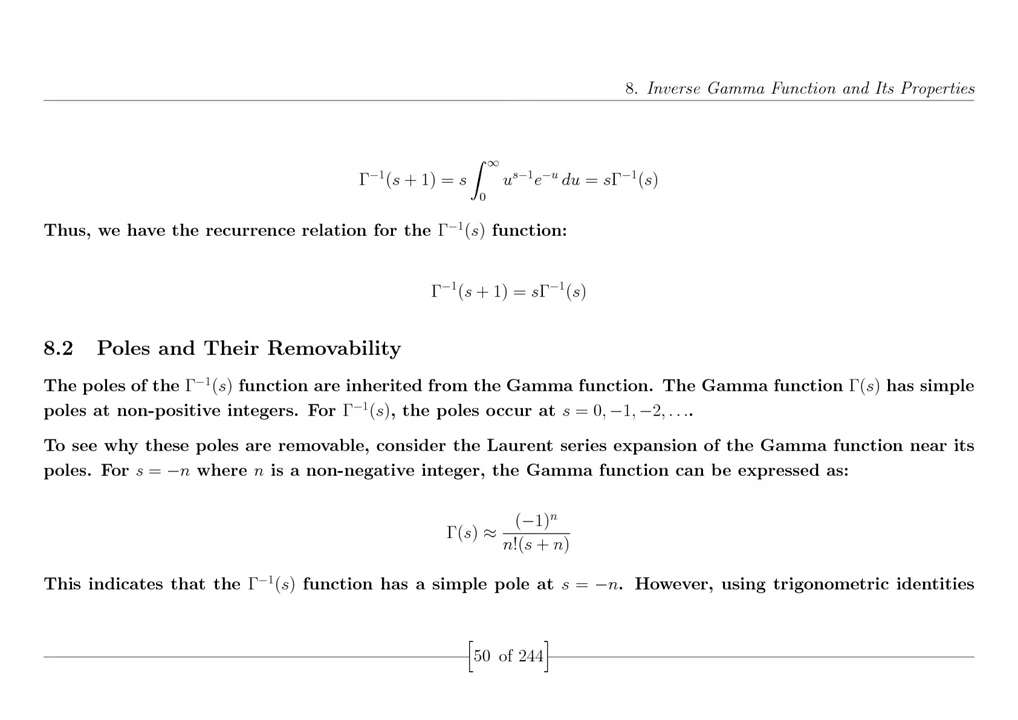 8. Inverse Gamma Function and Its Properties
Γ⁻¹(s + 1) = s ∫₀^∞ uˢ⁻¹e⁻ᵘ du = sΓ⁻¹(s)
Thus, we have the recurrence relation for the Γ⁻¹(s) function:
Γ⁻¹(s + 1) = sΓ⁻¹(s)
8.2 Poles and Their Removability
The poles of the Γ⁻¹(s) function are inherited from the Gamma function. The Gamma function Γ(s) has simple
poles at non-positive integers. For Γ⁻¹(s), the poles occur at s = 0, −1, −2, . . ..
To see why these poles are removable, consider the Laurent series expansion of the Gamma function near its
poles. For s = −n where n is a non-negative integer, the Gamma function can be expressed as:
Γ(s) ≈ (−1)ⁿ / n!(s + n)
This indicates that the Γ⁻¹(s) function has a simple pole at s = −n. However, using trigonometric identities
[50 of 244]